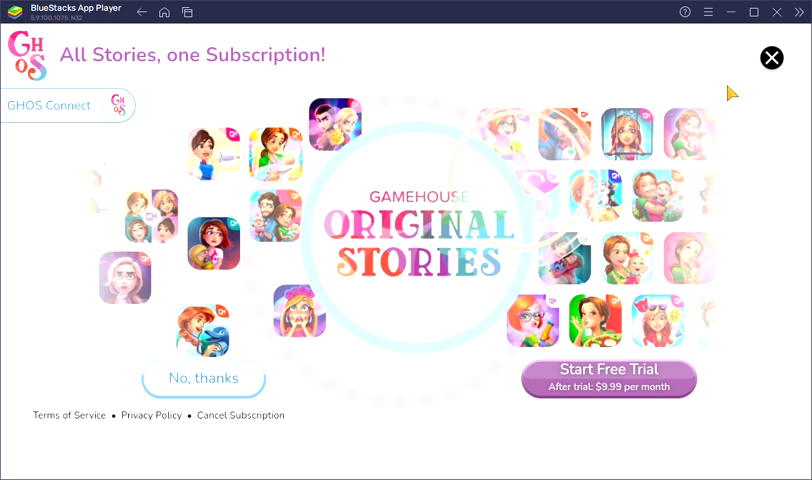 BlueStacks App Player
5.9.100.1075 N32
GHOS
All Stories, one Subscription!
GHOS Connect
GHOS
GAMEHOUSE
ORIGINAL
STORIES
No, thanks
Start Free Trial
After trial: $9.99 per month
Terms of Service • Privacy Policy • Cancel Subscription